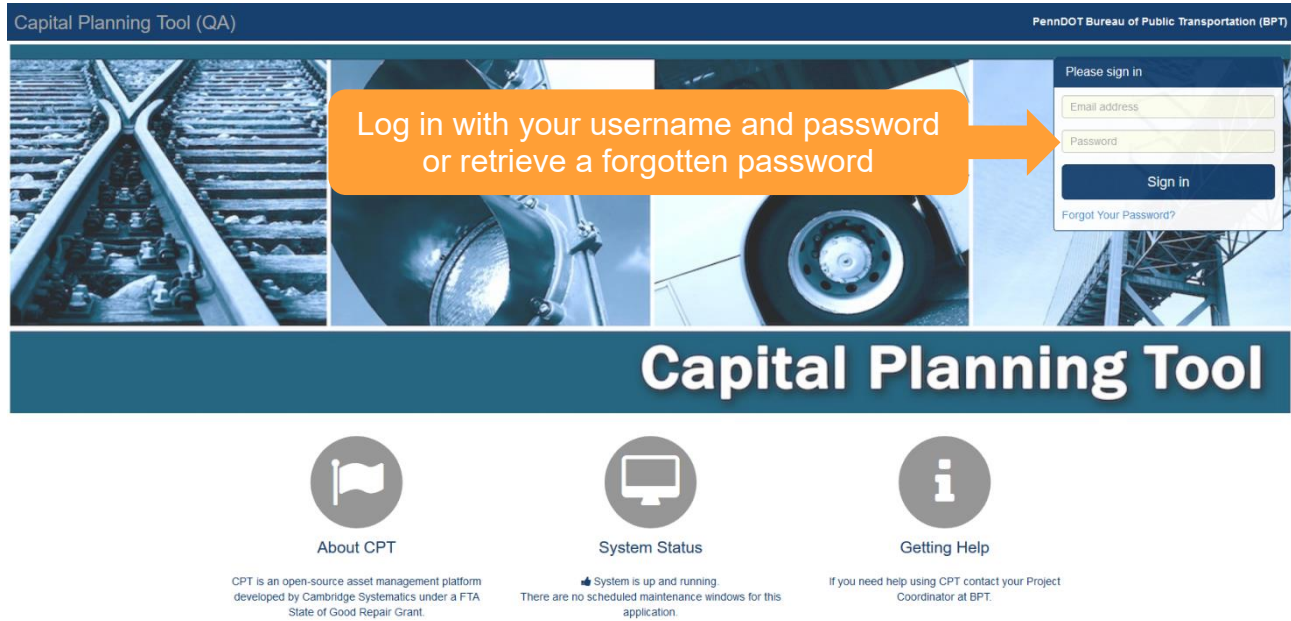 Capital Planning Tool (QA)
PennDOT Bureau of Public Transportation (BPT)
Please sign in
Email address
Password
Sign in
Forgot Your Password?
Log in with your username and password
or retrieve a forgotten password
Capital Planning Tool
About CPT
CPT is an open-source asset management platform
developed by Cambridge Systematics under a FTA
State of Good Repair Grant.
System Status
System is up and running.
There are no scheduled maintenance windows for this
application.
Getting Help
If you need help using CPT contact your Project
Coordinator at BPT.